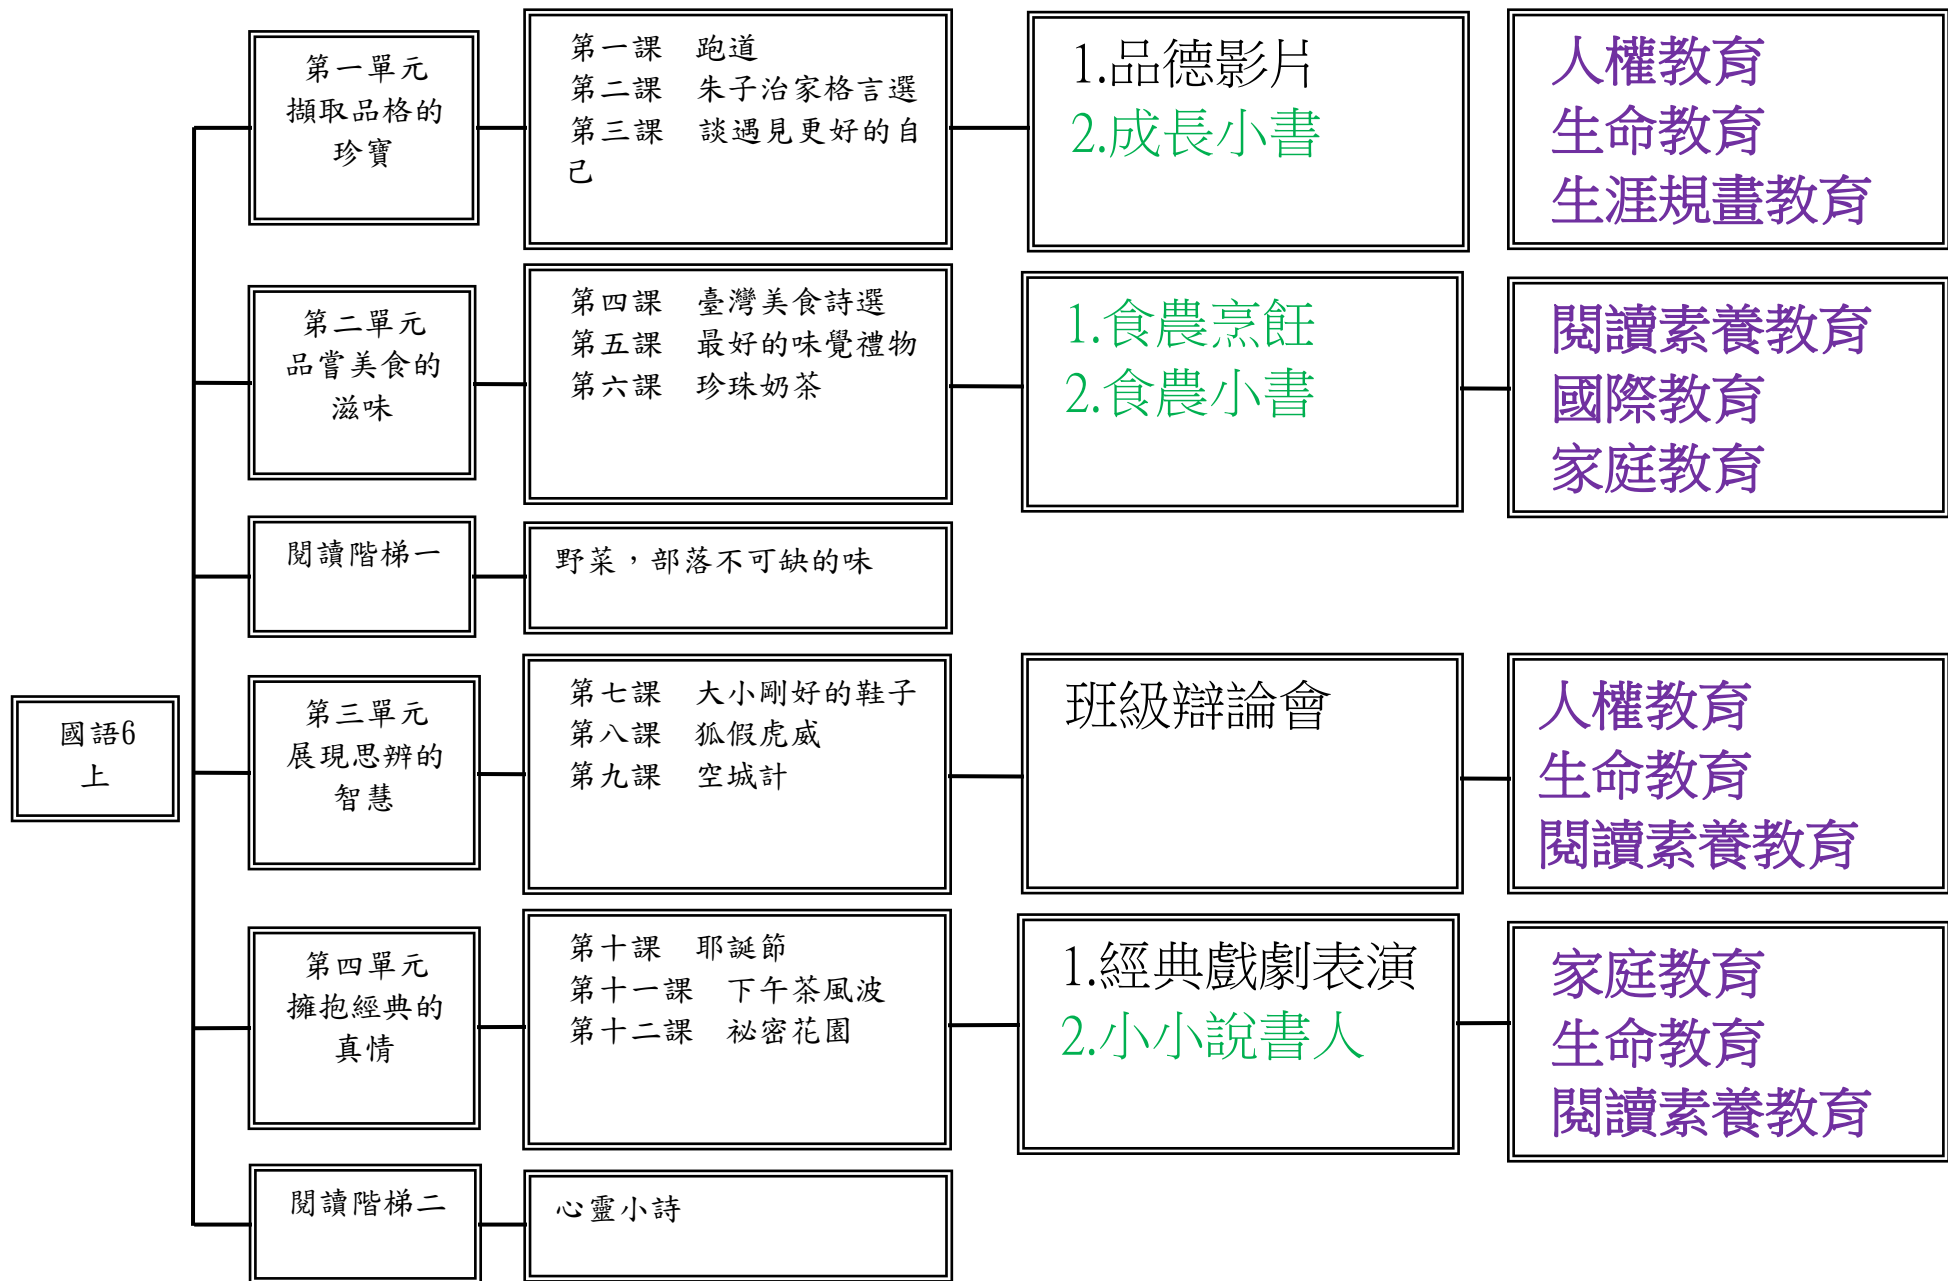 國語6
上
第一單元
擷取品格的
珍寶
第一課　跑道
第二課　朱子治家格言選
第三課　談遇見更好的自
己
1.品德影片
2.成長小書
人權教育
生命教育
生涯規畫教育
第二單元
品嘗美食的
滋味
第四課　臺灣美食詩選
第五課　最好的味覺禮物
第六課　珍珠奶茶
1.食農烹飪
2.食農小書
閱讀素養教育
國際教育
家庭教育
閱讀階梯一
野菜，部落不可缺的味
第三單元
展現思辨的
智慧
第七課　大小剛好的鞋子
第八課　狐假虎威
第九課　空城計
班級辯論會
人權教育
生命教育
閱讀素養教育
第四單元
擁抱經典的
真情
第十課　耶誕節
第十一課　下午茶風波
第十二課　祕密花園
1.經典戲劇表演
2.小小說書人
家庭教育
生命教育
閱讀素養教育
閱讀階梯二
心靈小詩